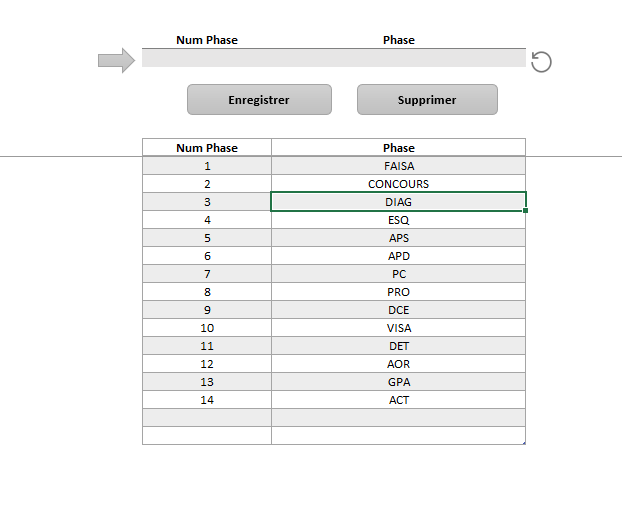 Num Phase Phase
Enregistrer Supprimer
Num Phase Phase
1 FAISA
2 CONCOURS
3 DIAG
4 ESQ
5 APS
6 APD
7 PC
8 PRO
9 DCE
10 VISA
11 DET
12 AOR
13 GPA
14 ACT